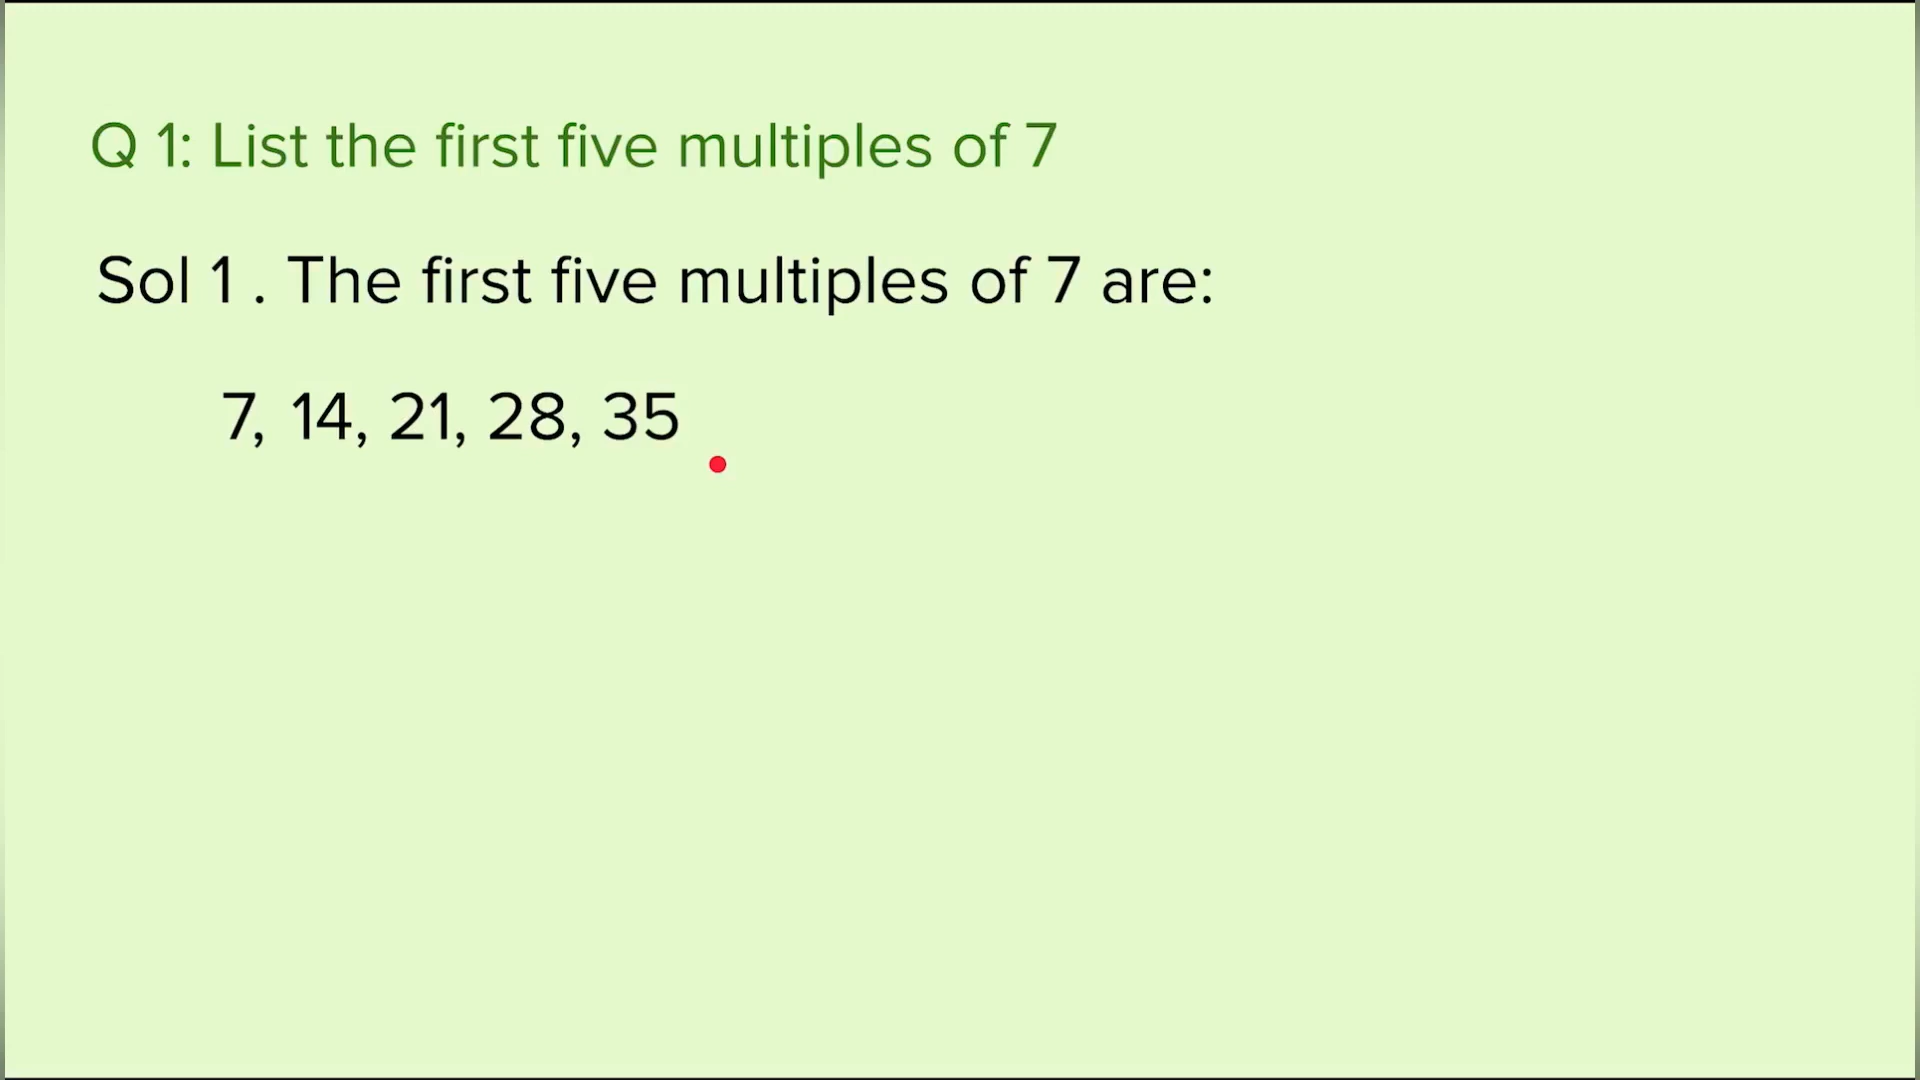 Q 1: List the first five multiples of 7
Sol 1 . The first five multiples of 7 are:
7, 14, 21, 28, 35